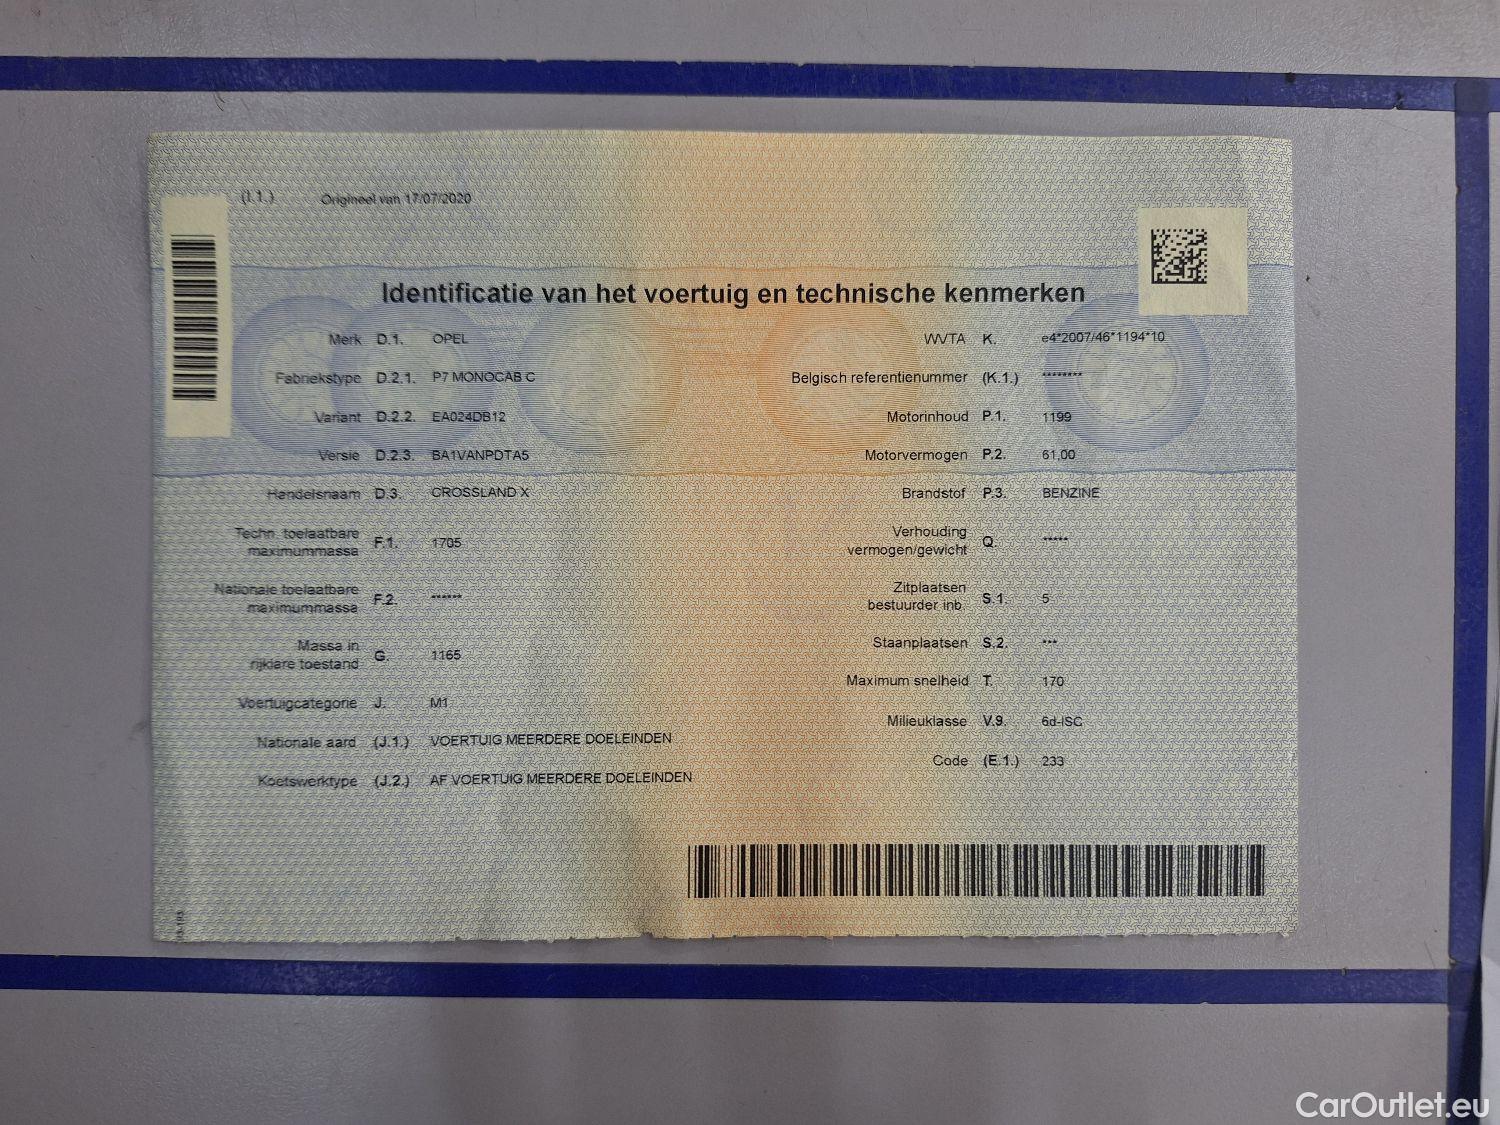 (I.1.) Origineel van 17/07/2020
Identificatie van het voertuig en technische kenmerken
Merk D.1. OPEL
Fabriekstype D.2.1. P7 MONOCAB C
Variant D.2.2. EA024DB12
Versie D.2.3. BA1VANPDTA5
Handelsnaam D.3. CROSSLAND X
Techn. toelaatbare
maximummassa F.1. 1705
Nationale toelaatbare
maximummassa F.2. ******
Massa in
rijklare toestand G. 1165
Voertuigcategorie J. M1
Nationale aard (J.1.) VOERTUIG MEERDERE DOELEINDEN
Koetswerktype (J.2.) AF VOERTUIG MEERDERE DOELEINDEN
WVTA K. e4*2007/46*1194*10
Belgisch referentienummer (K.1.) ********
Motorinhoud P.1. 1199
Motorvermogen P.2. 61,00
Brandstof P.3. BENZINE
Verhouding
vermogen/gewicht Q. *****
Zitplaatsen
bestuurder inb. S.1. 5
Staanplaatsen S.2. ***
Maximum snelheid T. 170
Milieuklasse V.9. 6d-ISC
Code (E.1.) 233
CarOutlet.eu